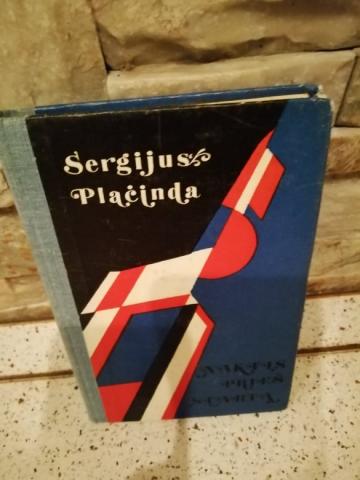 Sergijus
Plačinda
NAKTIS
PRIEŠ
STARTĄ